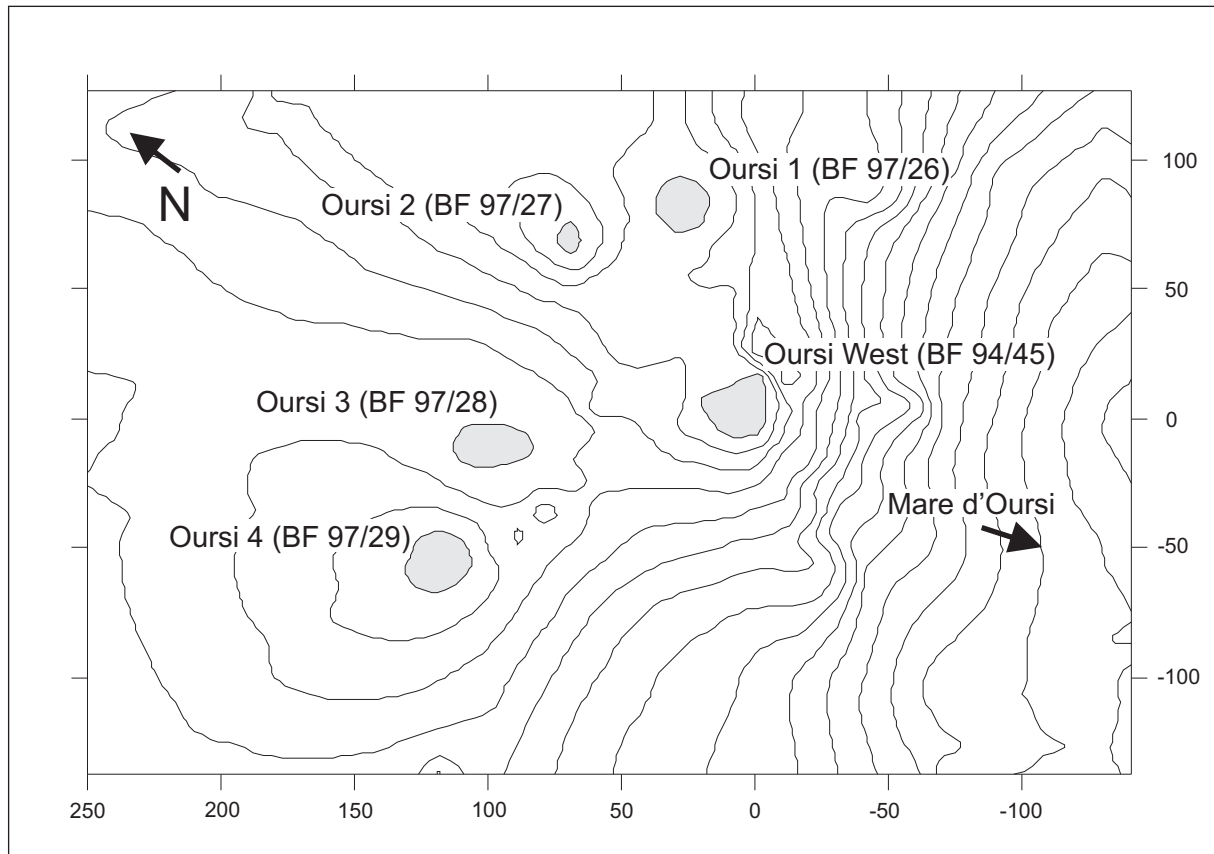 Oursi 1 (BF 97/26)
N
Oursi 2 (BF 97/27)
Oursi West (BF 94/45)
Oursi 3 (BF 97/28)
Mare d'Oursi
Oursi 4 (BF 97/29)
100
50
0
-50
-100
250 200 150 100 50 0 -50 -100